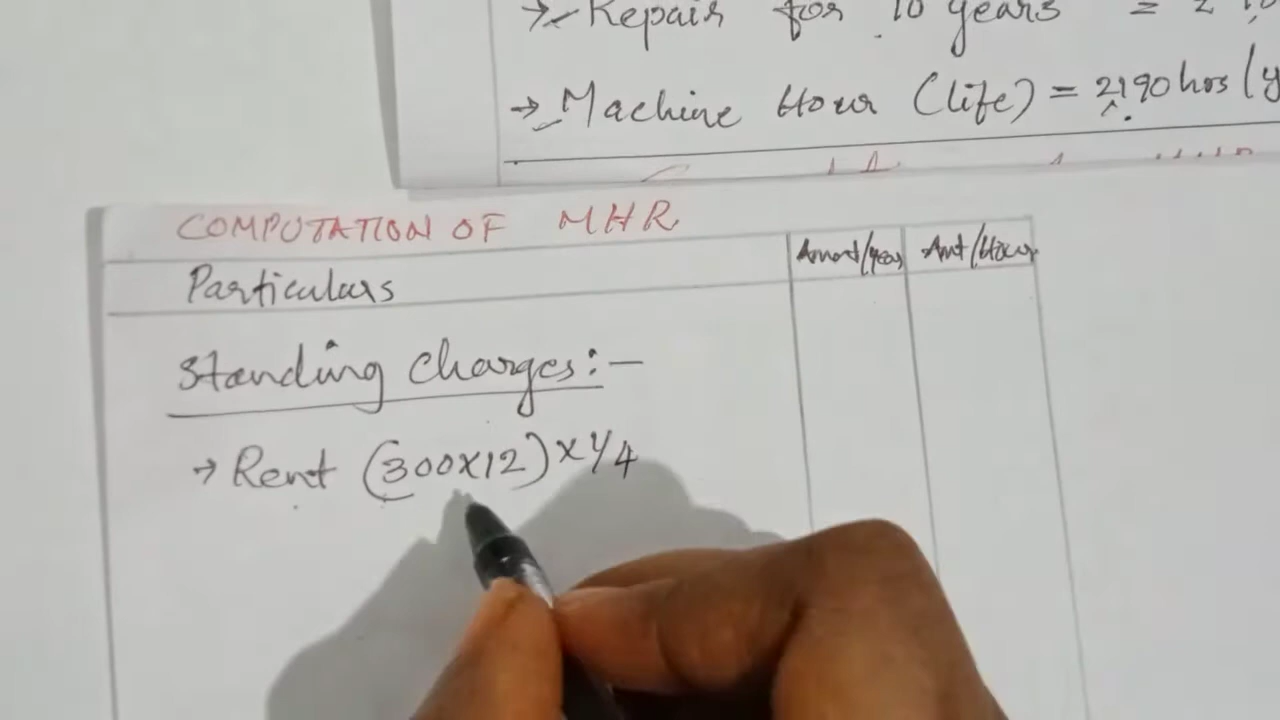 → Repair for 10 years =
→ Machine Hour (life) = 2190 hrs (y
COMPUTATION OF MHR
Particulars Amount/year Amt/Hour
Standing Charges:-
→ Rent (300x12) x 1/4